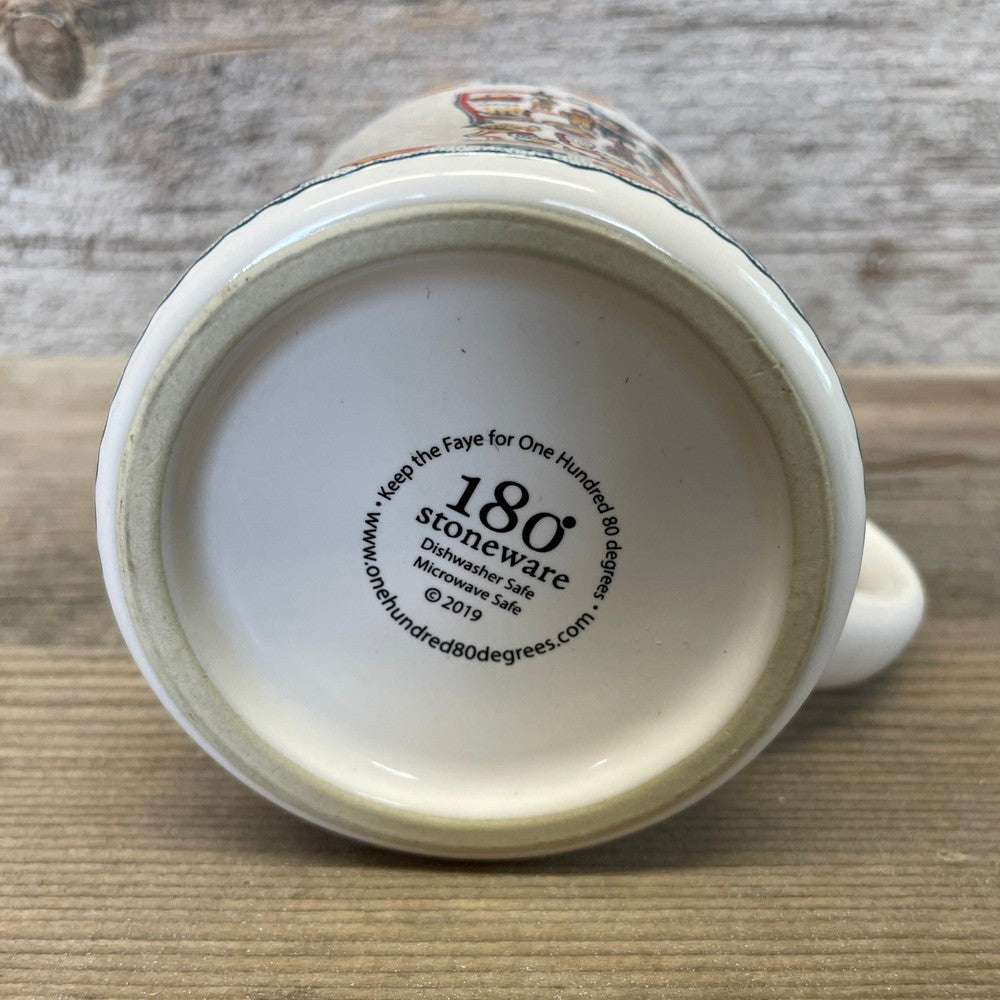 • Keep the Faye for One Hundred 80 degrees •
180°
stoneware
Dishwasher Safe
Microwave Safe
© 2019
www.onehundred80degrees.com